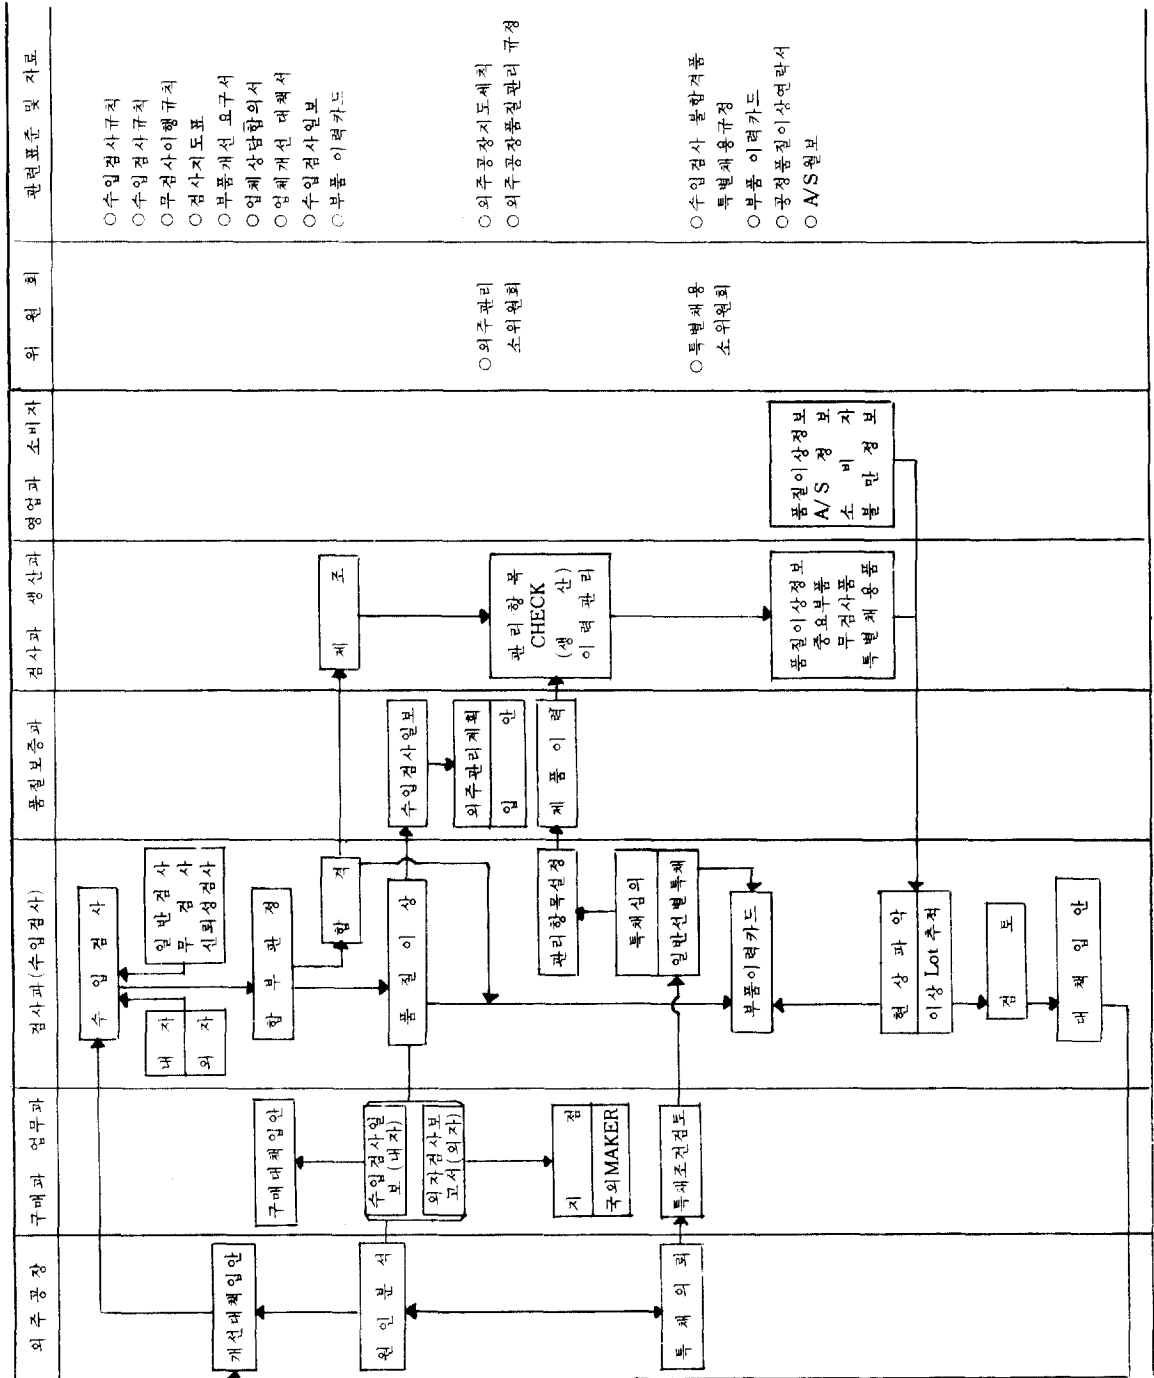 외 주 공 장
구매과 업무과
검사과(수입검사)
품질보증과
검사과 생산과
영업과 소비자
위 원 회
관련표준 및 자료
개선대책입안
원 인 분 석
특 채 의 뢰
구매대책입안
수입검사일
보 (내자)
외자검사보
고서(외자)
지 점
국외MAKER
특채조건검토
수 입 검 사
내 자
외 자
일 반 검 사
무 검 사
신뢰성검사
합 부 판 정
합 격
품 질 이 상
관리항목설정
특채심의
일반선별특채
부품이력카드
현 상 파 악
이상 Lot 추적
검 토
대 책 입 안
수입검사일보
외주관리계획
입 안
제 품 이 력
제 조
관 리 항 목
CHECK
(생 산)
이 력 관 리
품질이상정보
중요부품
무검사품
특별채용품
품질이상정보
A/S 정 보
소 비 자
불 만 정 보
○외주관리
소위원회
○특별채용
소위원회
○수입검사규칙
○수입검사규칙
○무검사이행규칙
○검사지도표
○부품개선 요구서
○업체상담합의서
○업체개선 대책서
○수입검사일보
○부품 이력카드
○외주공장지도세칙
○외주공장품질관리 규정
○수입검사 불합격품
특별채용규정
○부품 이력카드
○공정품질이상연락서
○A/S월보